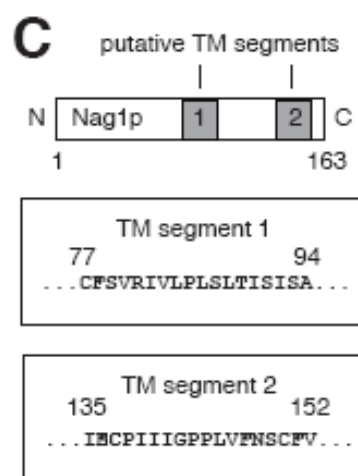 C
putative TM segments
N Nag1p 1 2 C
1 163
TM segment 1
77 94
...CFSVRIVLPLSLTISISA...
TM segment 2
135 152
...IECPIIIGPPLVFNSCFV...